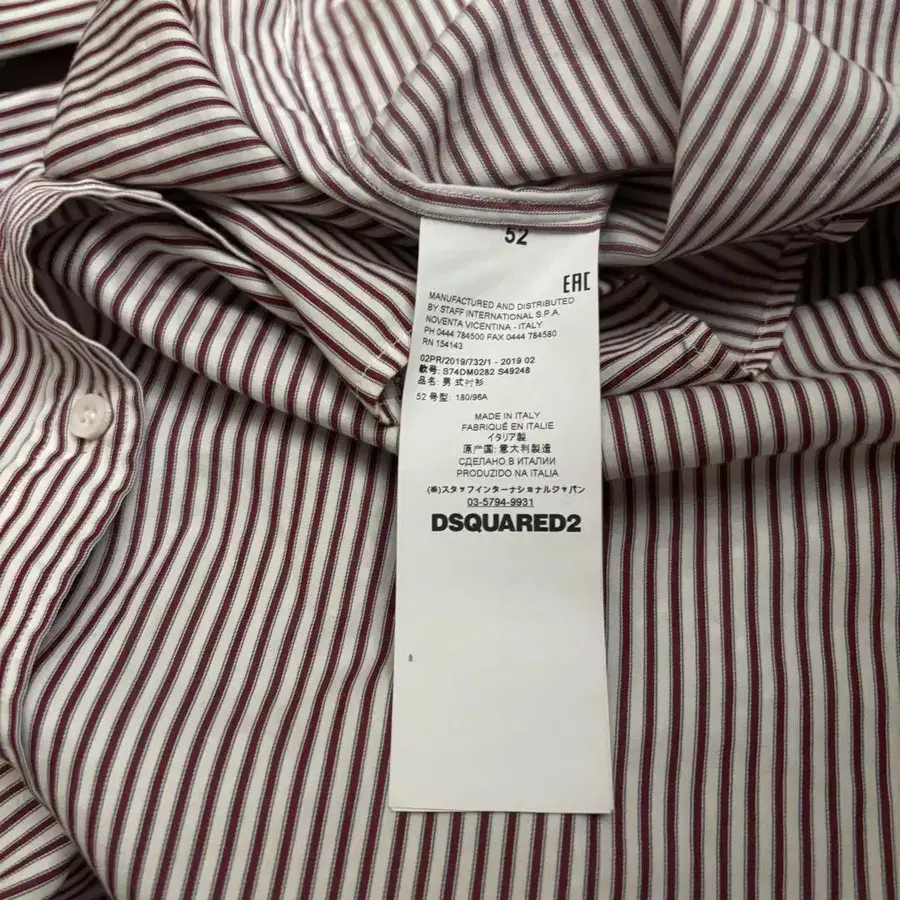 52
EAC
MANUFACTURED AND DISTRIBUTED
BY STAFF INTERNATIONAL S.P.A.
NOVENTA VICENTINA - ITALY
PH 0444 784500 FAX 0444 784580
RN 154143
02PR/2019/732/1 - 2019 02
款号: S74DM0282 S49248
品名: 男式衬衫
52 号型: 180/96A
MADE IN ITALY
FABRIQUÉ EN ITALIE
イタリア製
原产国: 意大利製造
СДЕЛАНО В ИТАЛИИ
PRODUZIDO NA ITALIA
(株)スタッフインターナショナルジャパン
03-5794-9931
DSQUARED2